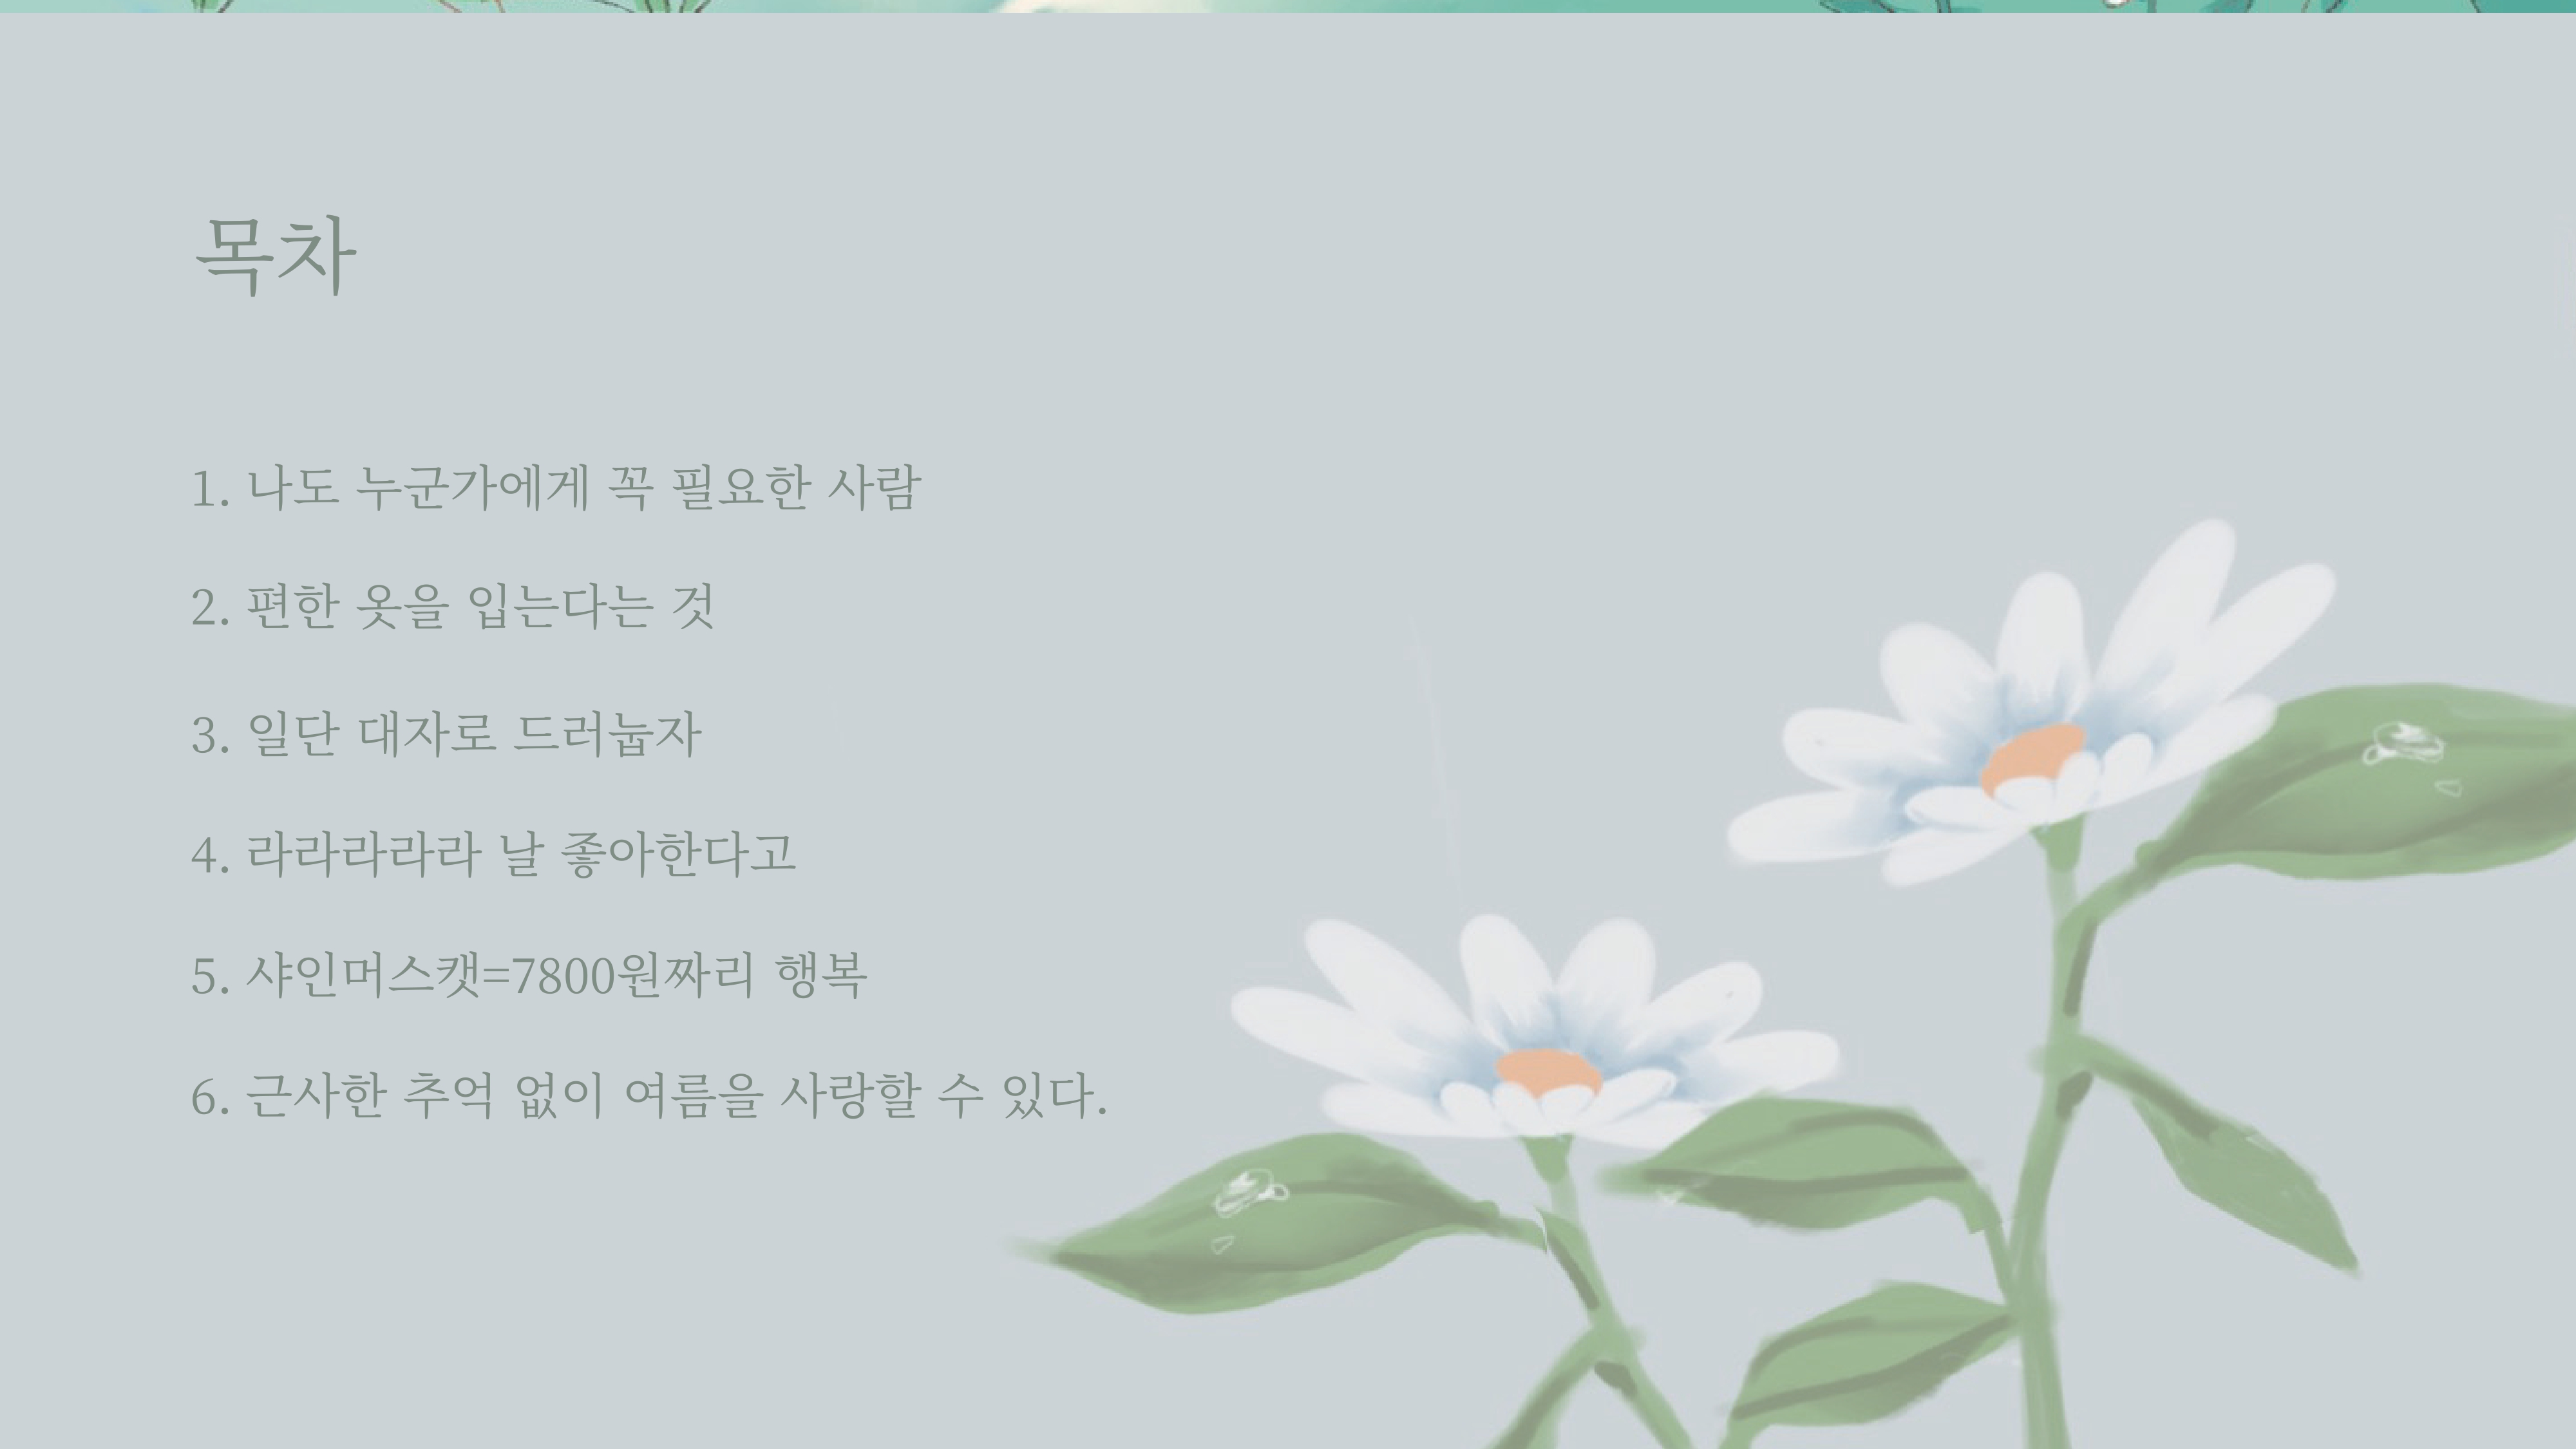 목차
1. 나도 누군가에게 꼭 필요한 사람
2. 편한 옷을 입는다는 것
3. 일단 대자로 드러눕자
4. 라라라라라 날 좋아한다고
5. 샤인머스캣=7800원짜리 행복
6. 근사한 추억 없이 여름을 사랑할 수 있다.